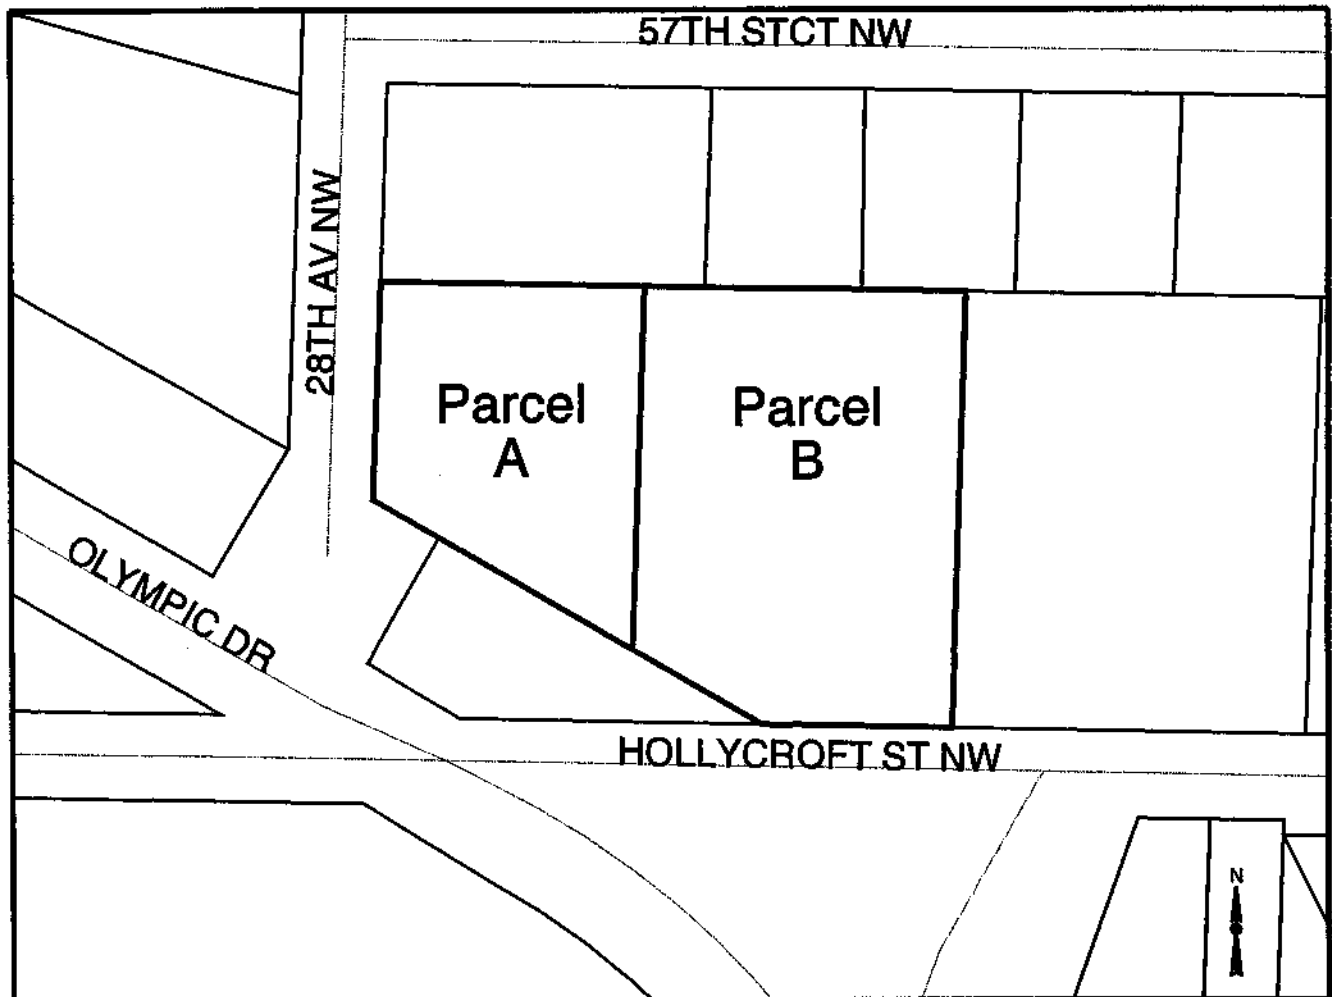 57TH STCT NW
28TH AV NW
Parcel
A
Parcel
B
OLYMPIC DR
HOLLYCROFT ST NW
N